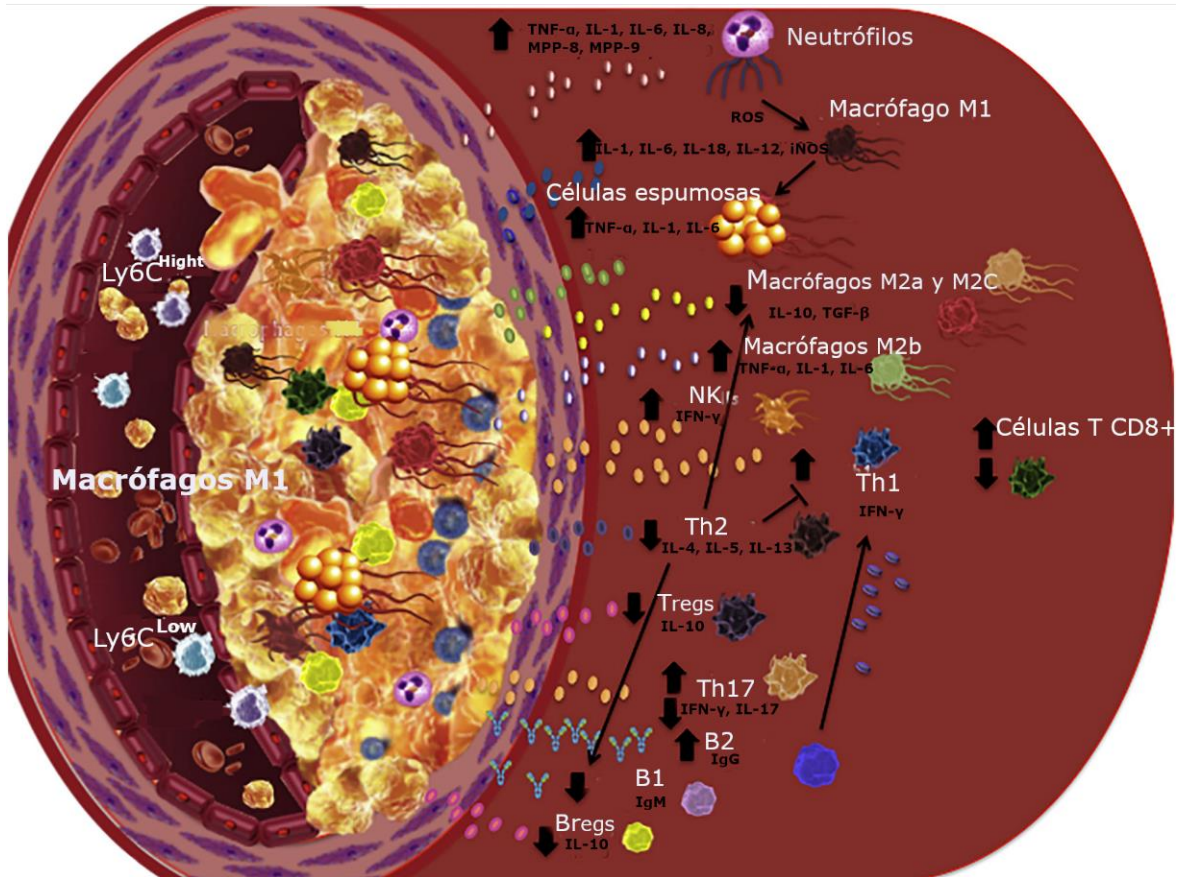 TNF-α, IL-1, IL-6, IL-8,
MPP-8, MPP-9
Neutrófilos
ROS
Macrófago M1
IL-1, IL-6, IL-18, IL-12, iNOS
Células espumosas
TNF-α, IL-1, IL-6
Macrófagos M2a y M2C
IL-10, TGF-β
Macrófagos M2b
TNF-α, IL-1, IL-6
NK
IFN-γ
Células T CD8+
Th1
IFN-γ
Th2
IL-4, IL-5, IL-13
Tregs
IL-10
Th17
IFN-γ, IL-17
B2
IgG
B1
IgM
Bregs
IL-10
Ly6C Hight
Macrophages
Macrófagos M1
Ly6C Low